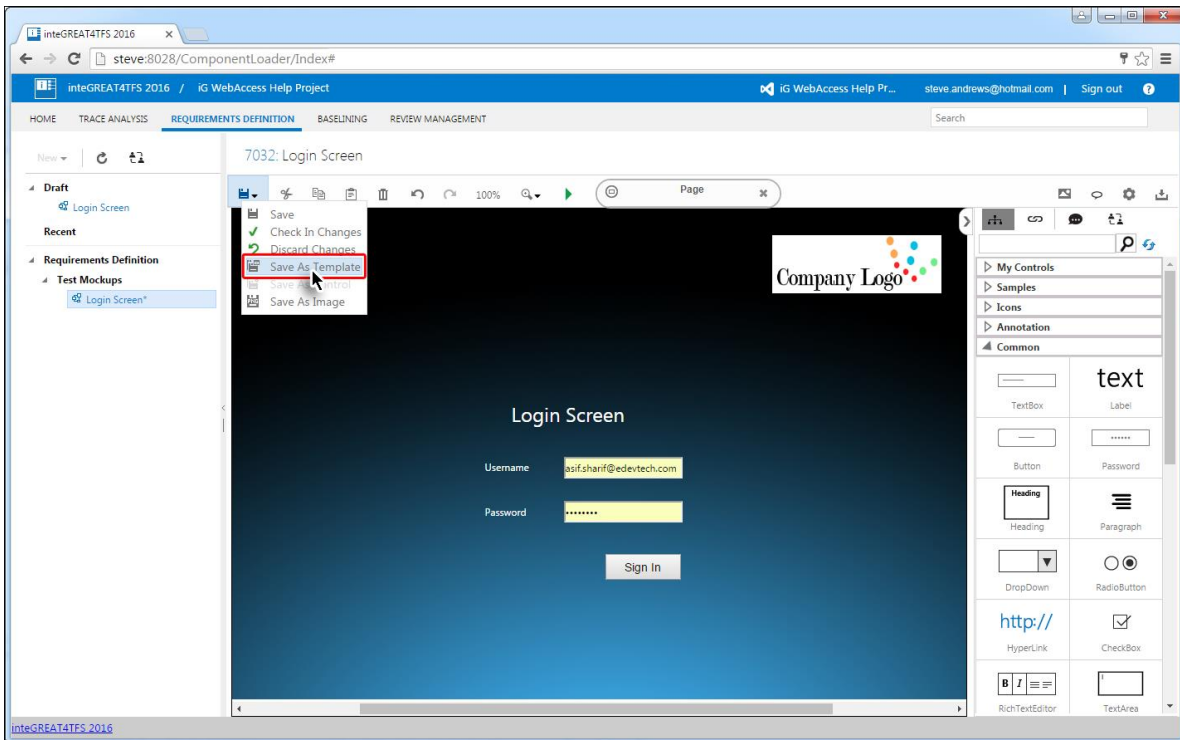 inteGREAT4TFS 2016
steve:8028/ComponentLoader/Index#
inteGREAT4TFS 2016 / iG WebAccess Help Project
iG WebAccess Help Pr...
steve.andrews@hotmail.com | Sign out
HOME TRACE ANALYSIS REQUIREMENTS DEFINITION BASELINING REVIEW MANAGEMENT
Search
New
7032: Login Screen
Draft
Login Screen
Recent
Requirements Definition
Test Mockups
Login Screen*
100%
Page
Save
Check In Changes
Discard Changes
Save As Template
Save As Control
Save As Image
Company Logo
Login Screen
Username
asif.sharif@edevtech.com
Password
Sign In
My Controls
Samples
Icons
Annotation
Common
text
TextBox
Label
Button
Password
Heading
Heading
Paragraph
DropDown
RadioButton
http://
HyperLink
CheckBox
B I
RichTextEditor
TextArea
inteGREAT4TFS 2016